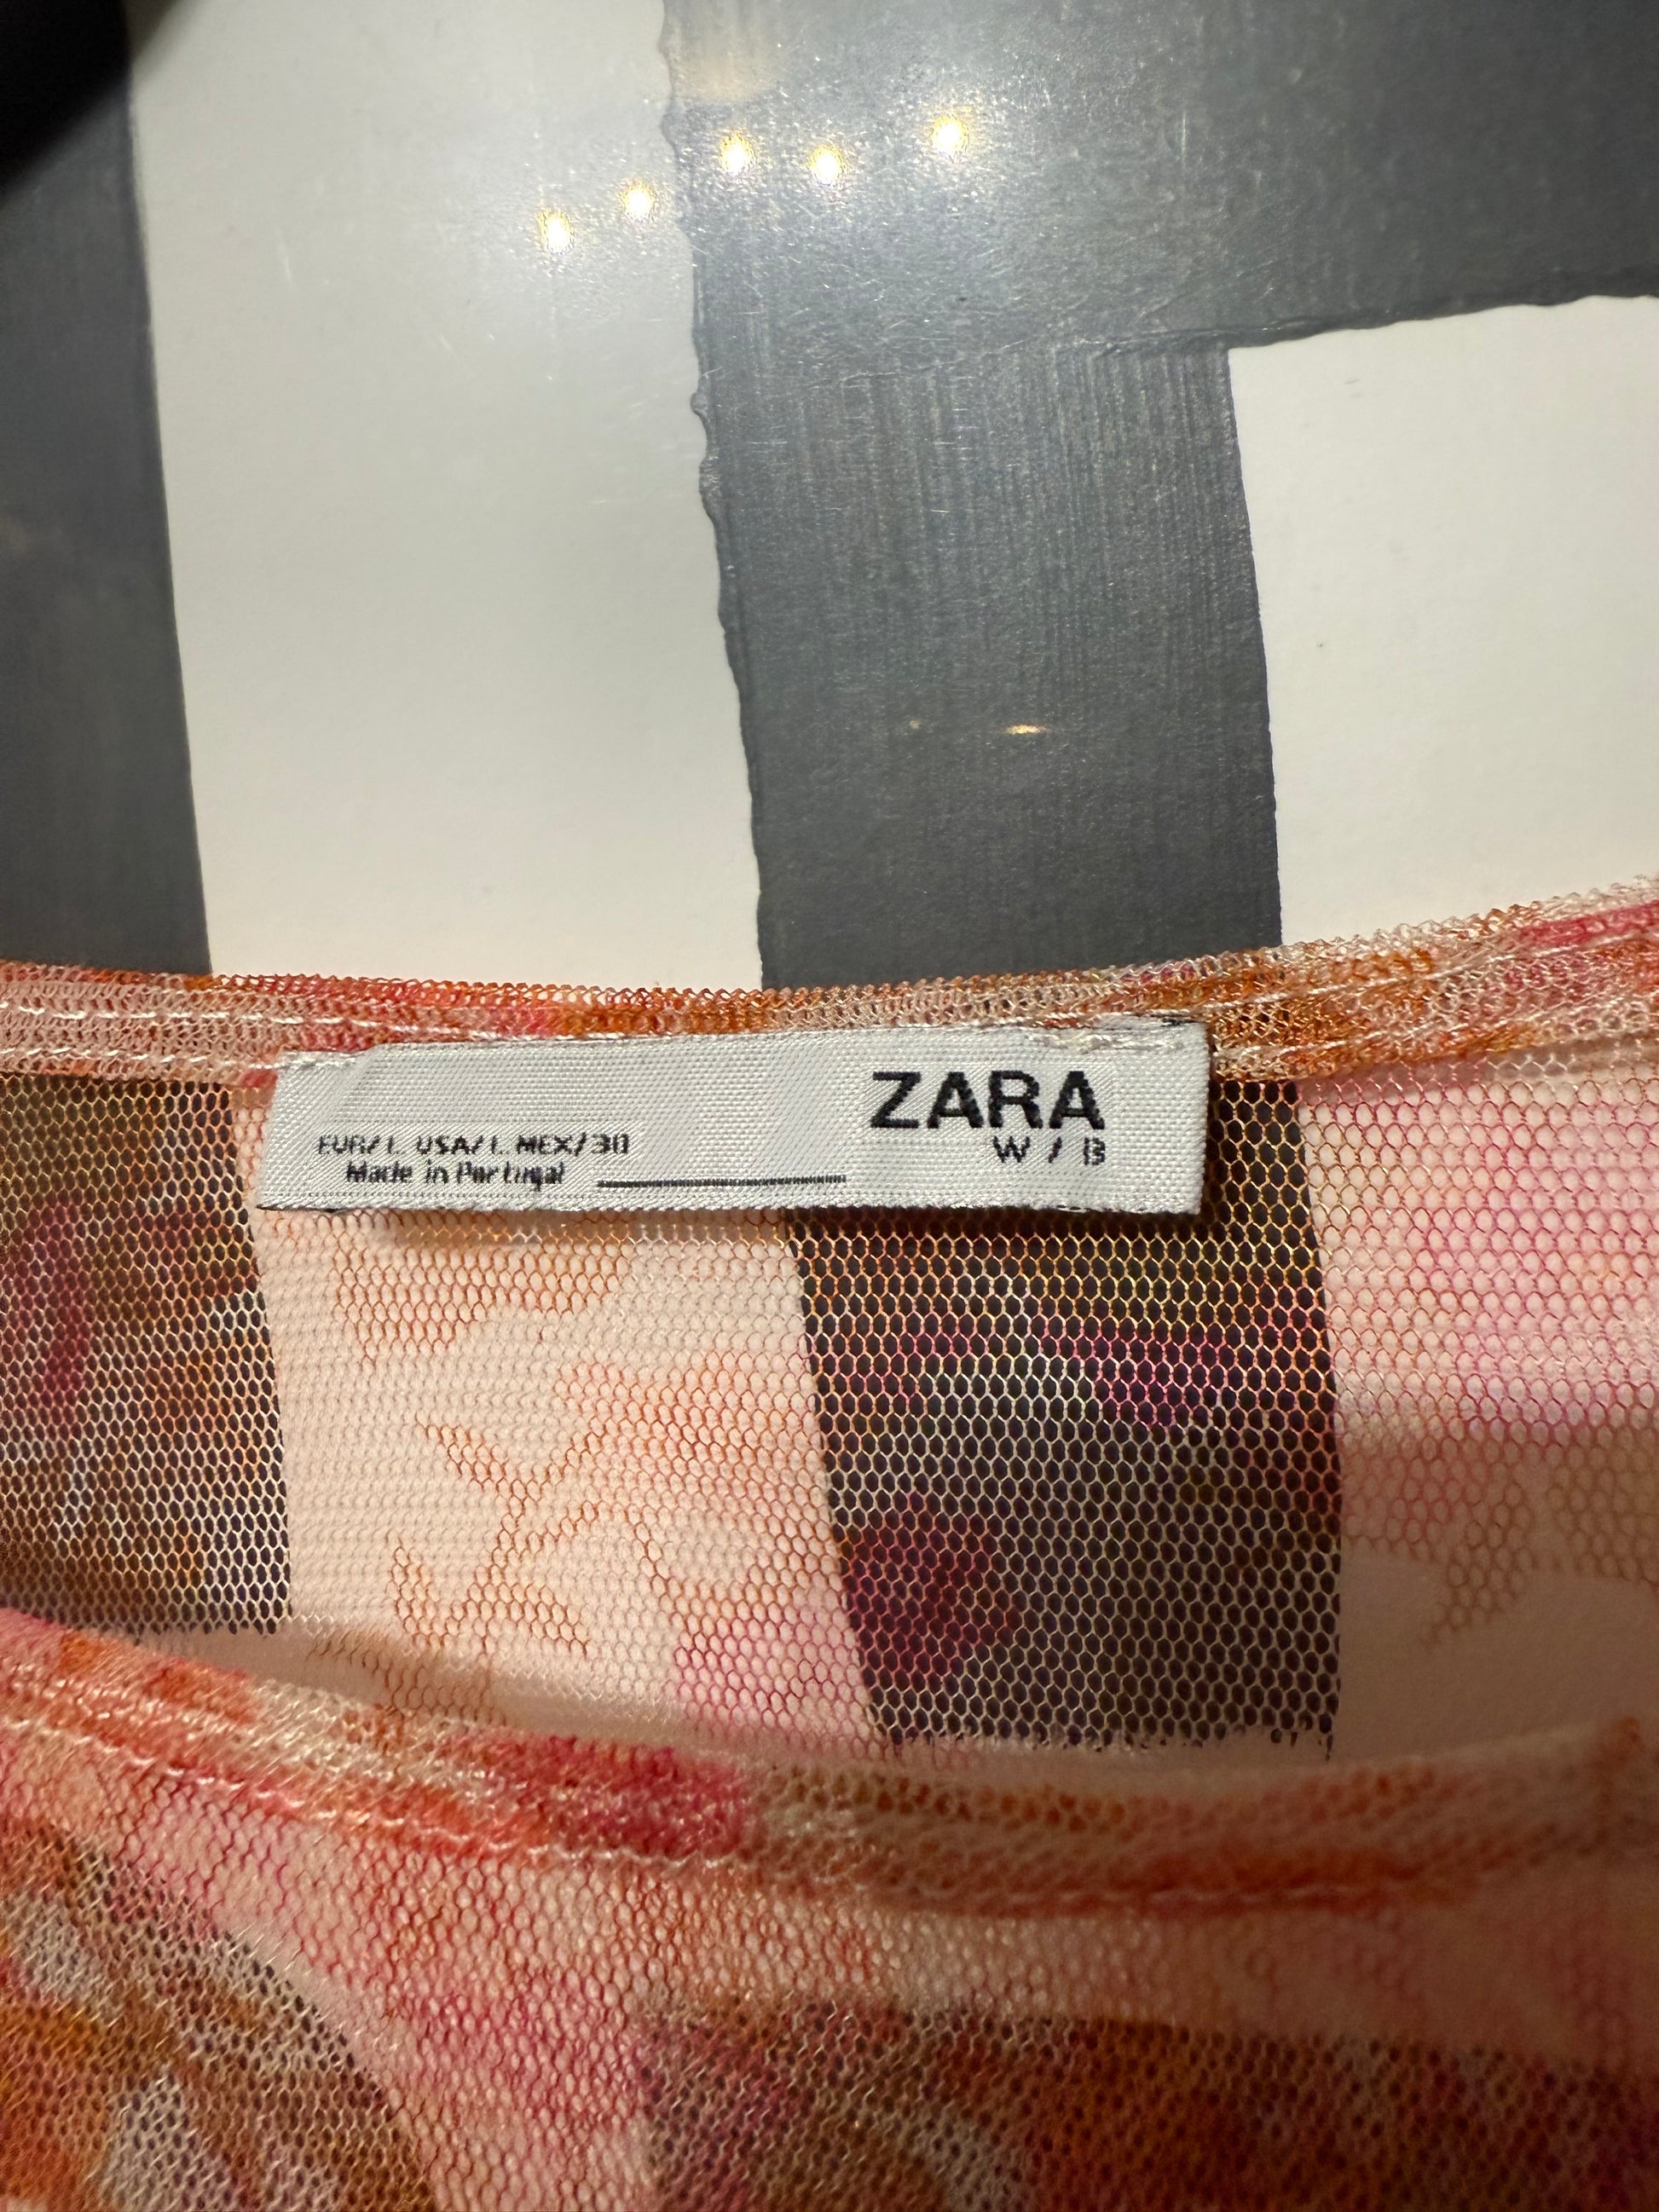 ZARA
W / B
EUR/L USA/L MEX/30
Made in Portugal